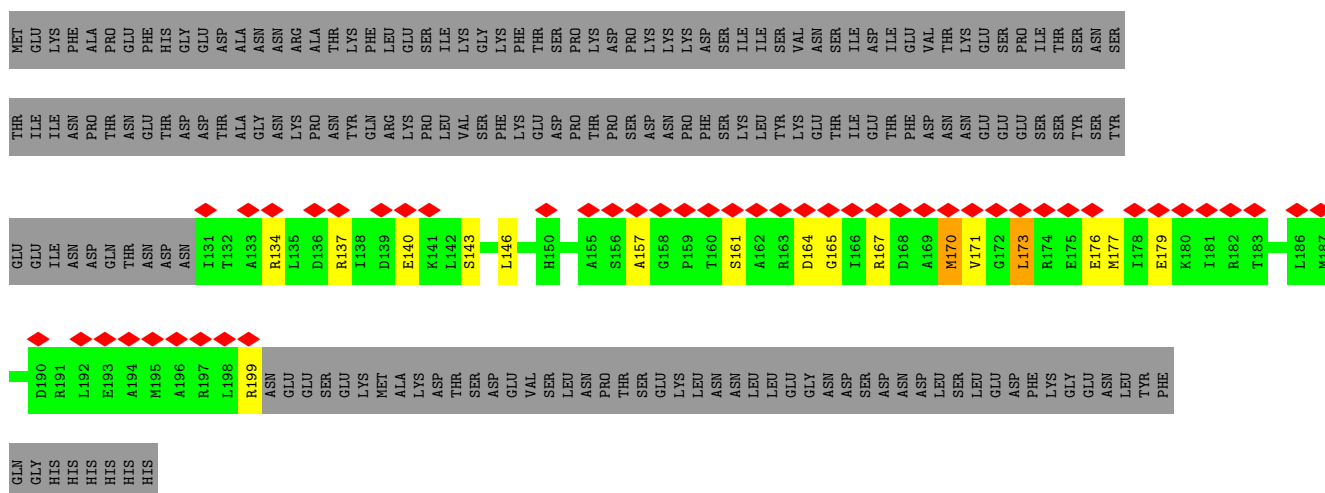 MET GLU LYS PHE ALA PRO GLU PHE HIS GLY GLU ASP ALA ASN ASN ARG ALA THR LYS PHE LEU GLU SER ILE LYS GLY LYS PHE THR SER PRO LYS ASP PRO LYS LYS LYS ASP SER ILE ILE SER VAL ASN SER ILE ASP ILE GLU VAL THR LYS GLU SER PRO ILE THR SER ASN SER
THR ILE ILE ASN PRO THR ASN GLU THR ASP ASP THR ALA GLY ASN LYS PRO ASN TYR GLN ARG LYS PRO LEU VAL SER PHE LYS GLU ASP PRO THR PRO SER ASP ASN PRO PHE SER LYS LEU TYR LYS GLU THR ILE GLU THR PHE ASP ASN ASN GLU GLU GLU SER SER TYR SER TYR
GLU GLU ILE ASN ASP GLN THR ASN ASP ASN I131 T132 A133 R134 L135 D136 R137 I138 D139 E140 K141 L142 S143 L146 H150 A155 S156 A157 G158 P159 T160 S161 A162 R163 D164 G165 I166 R167 D168 A169 M170 V171 G172 L173 R174 E175 E176 M177 I178 E179 K180 I181 R182 T183 L186 M187
D190 R191 L192 E193 A194 M195 A196 R197 L198 R199 ASN GLU GLU SER GLU LYS MET ALA LYS ASP THR SER ASP GLU VAL SER LEU ASN PRO THR SER GLU LYS LEU ASN ASN LEU LEU GLU GLY ASN ASP SER ASP ASN ASP LEU SER LEU GLU ASP PHE LYS GLY GLU ASN LEU TYR PHE
GLN GLY HIS HIS HIS HIS HIS HIS